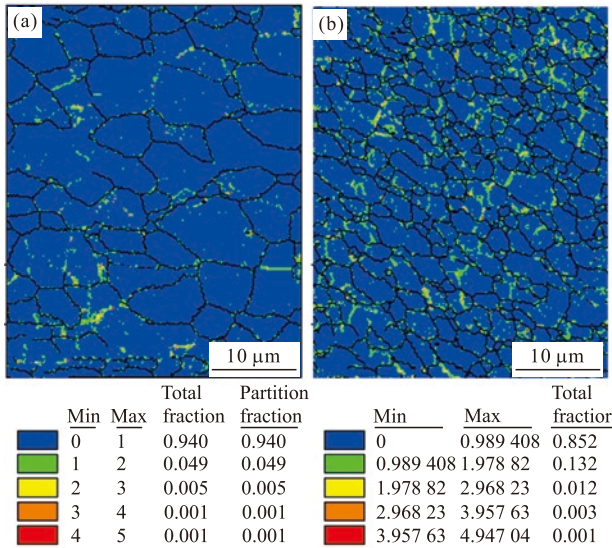 (a)
(b)
10 μm
10 μm
Total Partition
Min Max fraction fraction
0 1 0.940 0.940
1 2 0.049 0.049
2 3 0.005 0.005
3 4 0.001 0.001
4 5 0.001 0.001
Total
Min Max fraction
0 0.989 408 0.852
0.989 408 1.978 82 0.132
1.978 82 2.968 23 0.012
2.968 23 3.957 63 0.003
3.957 63 4.947 04 0.001